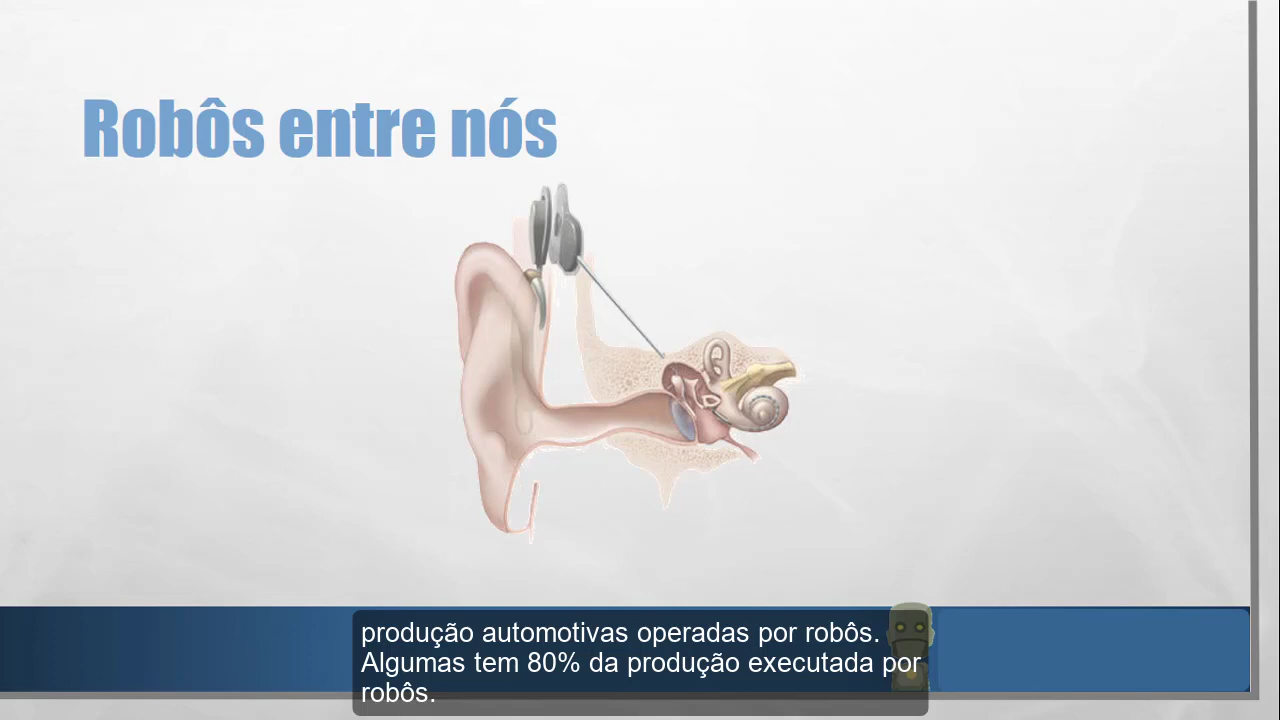 Robôs entre nós
produção automotivas operadas por robôs.
Algumas tem 80% da produção executada por
robôs.